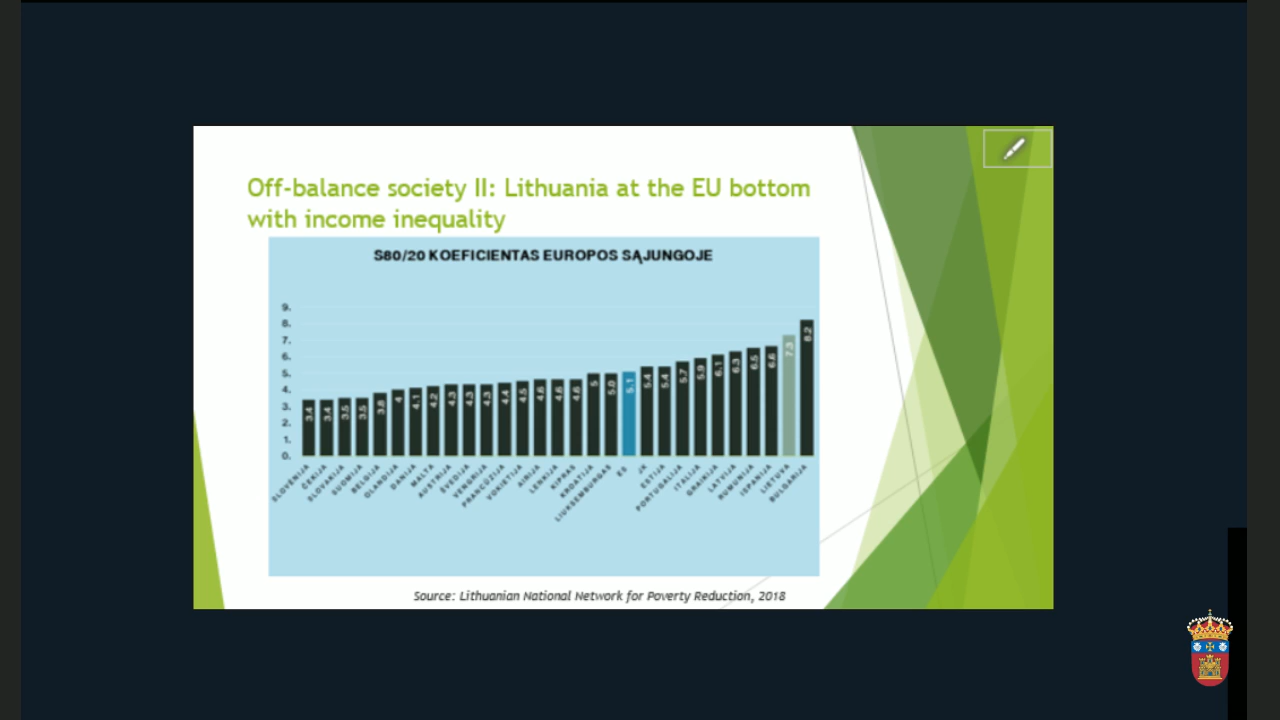 Off-balance society II: Lithuania at the EU bottom
with income inequality
S80/20 KOEFICIENTAS EUROPOS SĄJUNGOJE
9.
8.
7.
6.
5.
4.
3.
2.
1.
0.
3.4 3.4 3.5 3.5 3.8 4 4.1 4.2 4.3 4.3 4.3 4.4 4.5 4.6 4.6 4.6 5 5.0 5.1 5.4 5.4 5.7 5.9 6.1 6.3 6.5 6.6 7.3 8.2
SLOVĖNIJA ČEKIJA SLOVAKIJA SUOMIJA BELGIJA OLANDIJA DANIJA MALTA AUSTRIJA ŠVEDIJA VENGRIJA PRANCŪZIJA VOKIETIJA AIRIJA LENKIJA KIPRAS KROATIJA LIUKSEMBURGAS ES JK ESTIJA PORTUGALIJA ITALIJA GRAIKIJA LATVIJA RUMUNIJA ISPANIJA LIETUVA BULGARIJA
Source: Lithuanian National Network for Poverty Reduction, 2018